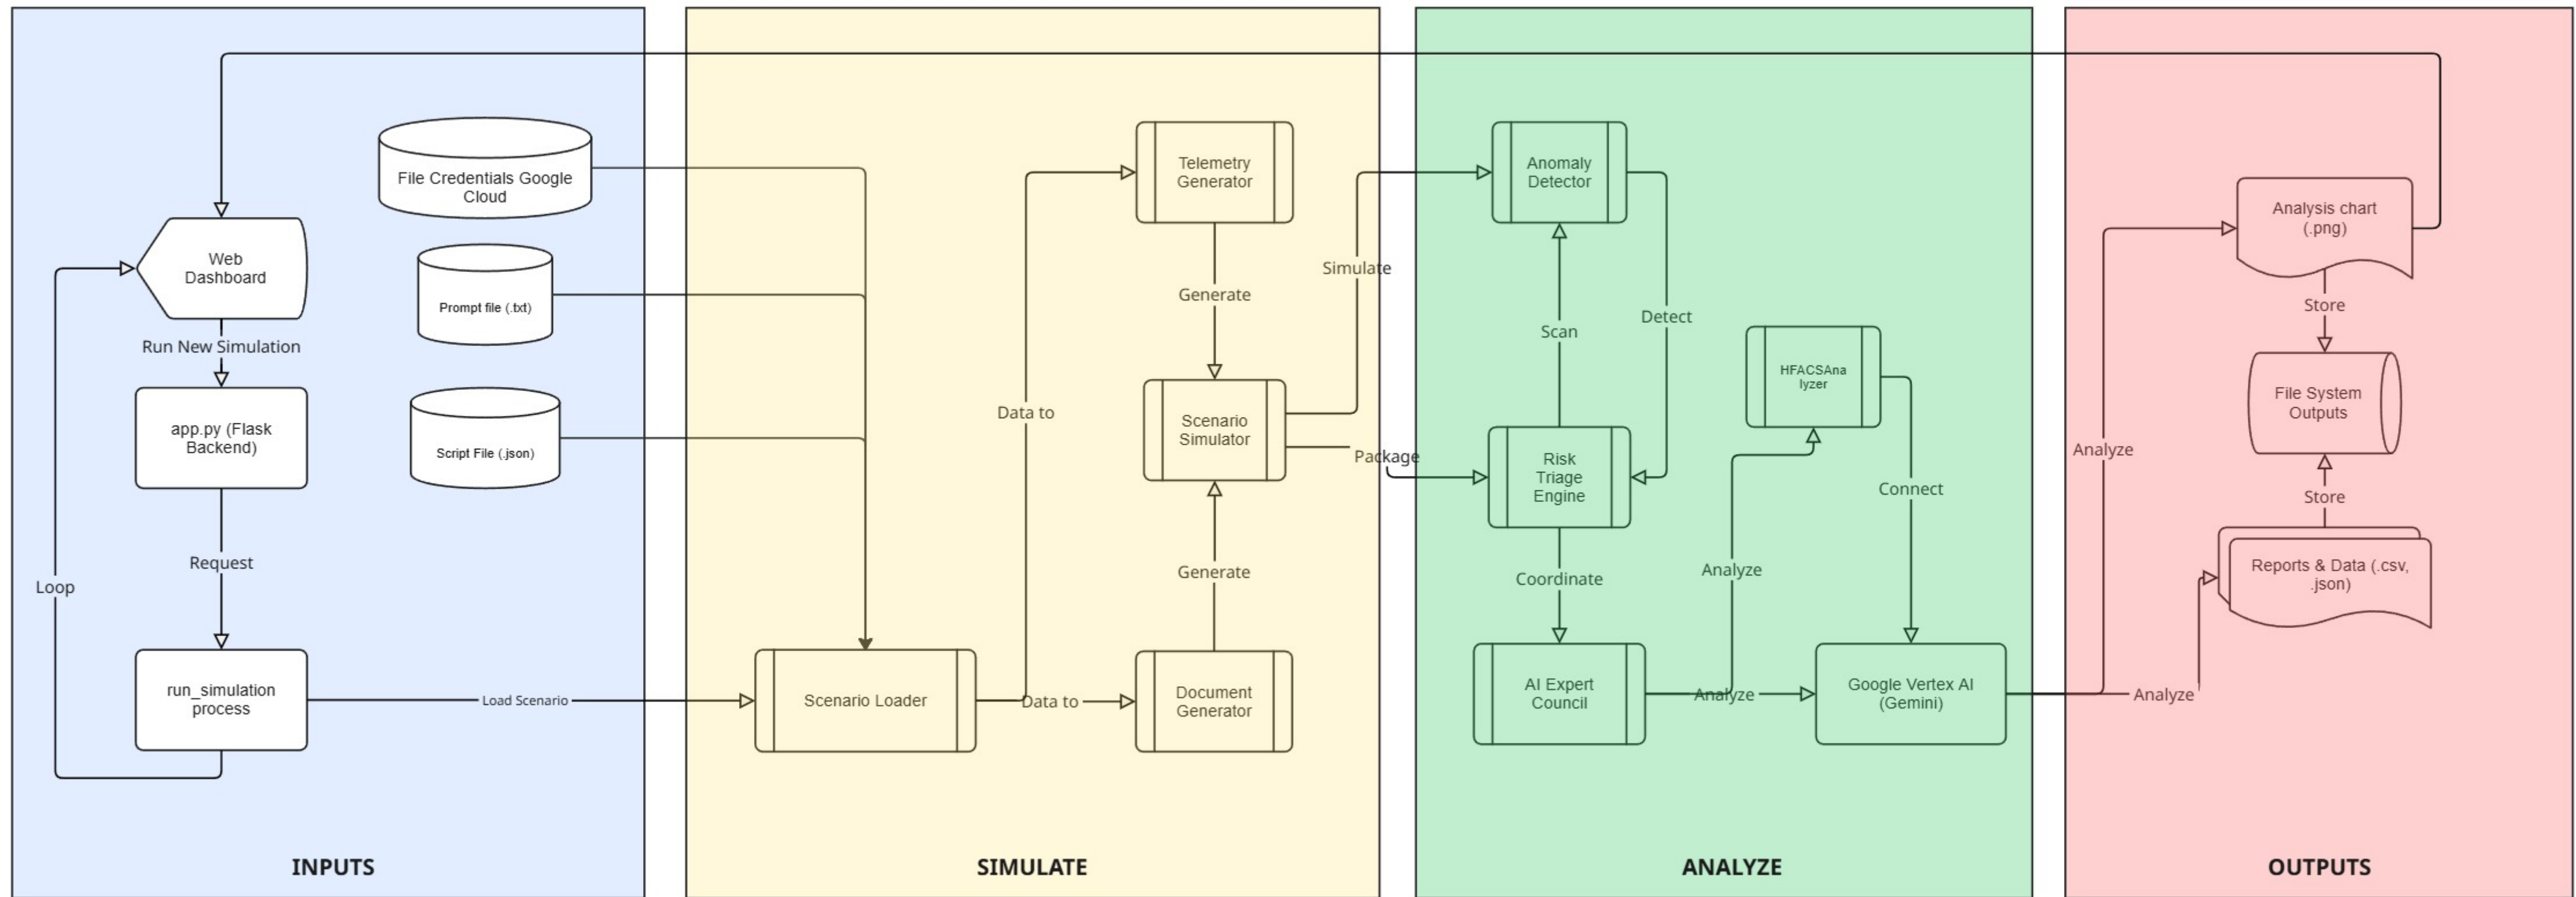 File Credentials Google
Cloud
Web
Dashboard
Prompt file (.txt)
Run New Simulation
app.py (Flask
Backend)
Script File (.json)
Request
Loop
run_simulation
process
Load Scenario
INPUTS
Telemetry
Generator
Generate
Simulate
Data to
Scenario
Simulator
Package
Generate
Scenario Loader
Data to
Document
Generator
SIMULATE
Anomaly
Detector
Scan
Detect
HFACSAna
lyzer
Risk
Triage
Engine
Connect
Coordinate
Analyze
AI Expert
Council
Analyze
Google Vertex AI
(Gemini)
ANALYZE
Analysis chart
(.png)
Store
File System
Outputs
Analyze
Store
Reports & Data (.csv,
.json)
Analyze
OUTPUTS